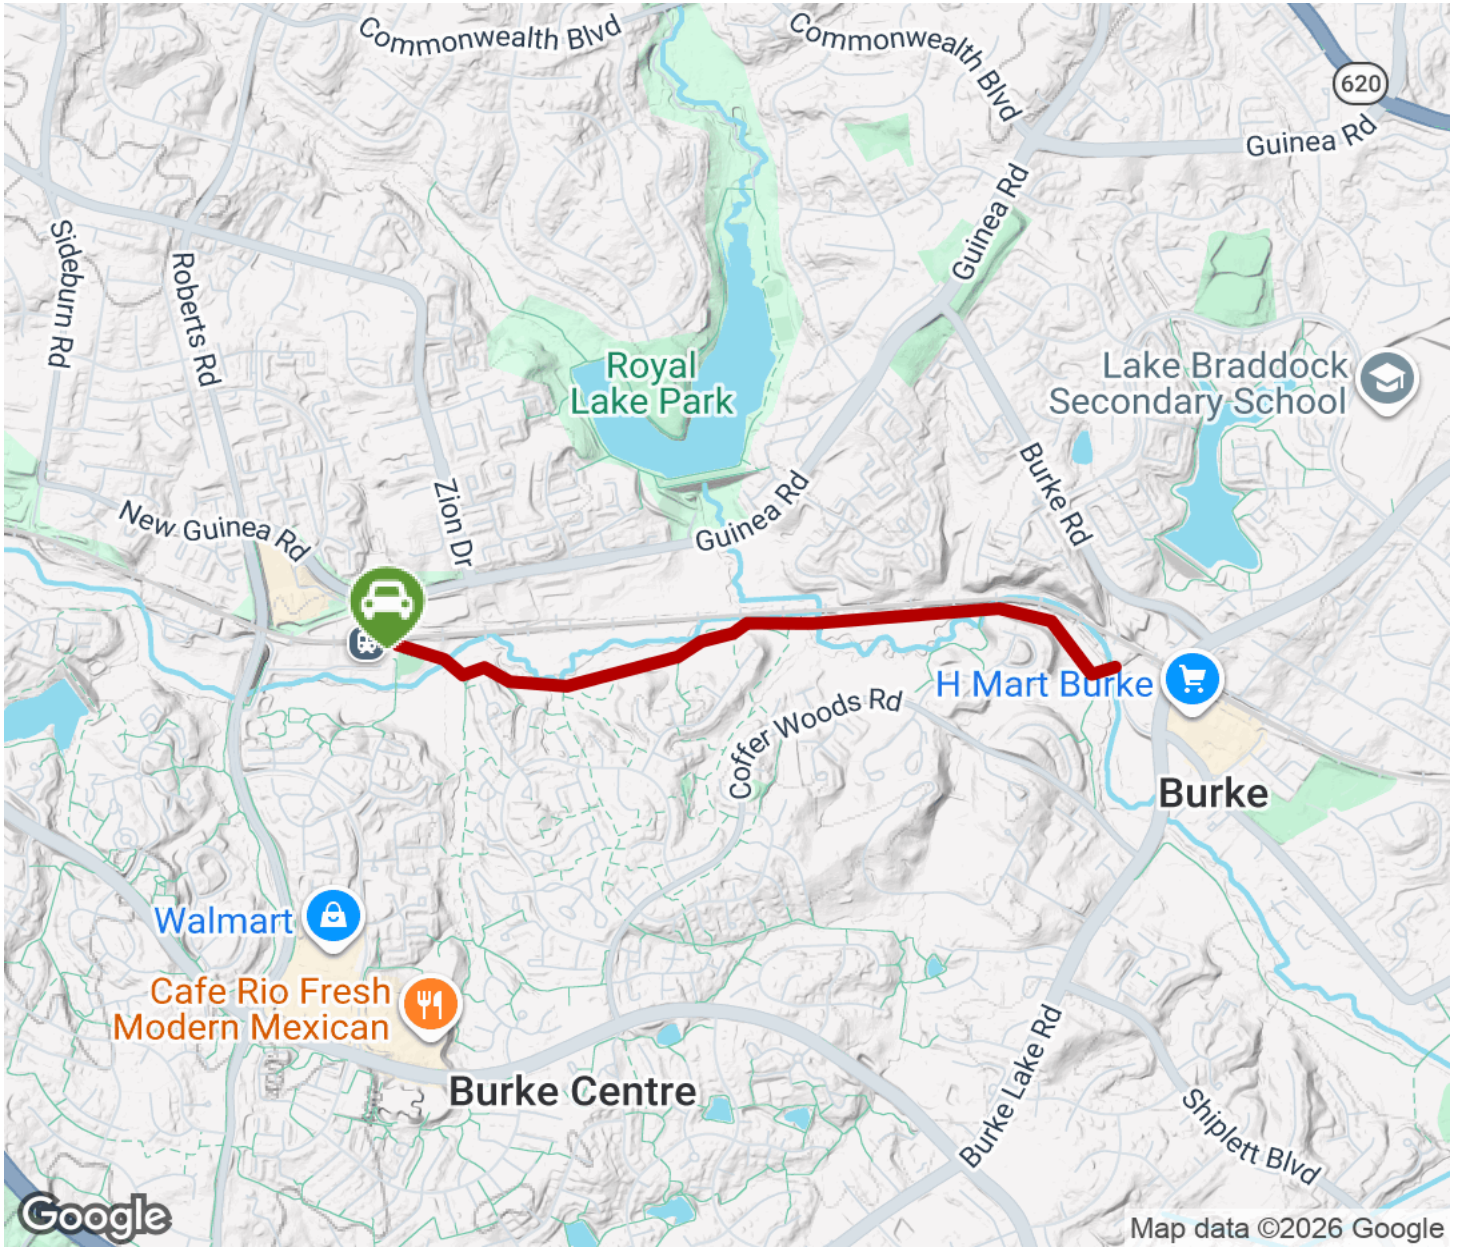 Commonwealth Blvd
Commonwealth Blvd
620
Guinea Rd
Guinea Rd
Sideburn Rd
Roberts Rd
Royal
Lake Park
Lake Braddock
Secondary School
Zion Dr
New Guinea Rd
Guinea Rd
Burke Rd
H Mart Burke
Coffer Woods Rd
Burke
Walmart
Cafe Rio Fresh
Modern Mexican
Burke Centre
Burke Lake Rd
Shiplett Blvd
Google
Map data ©2026 Google